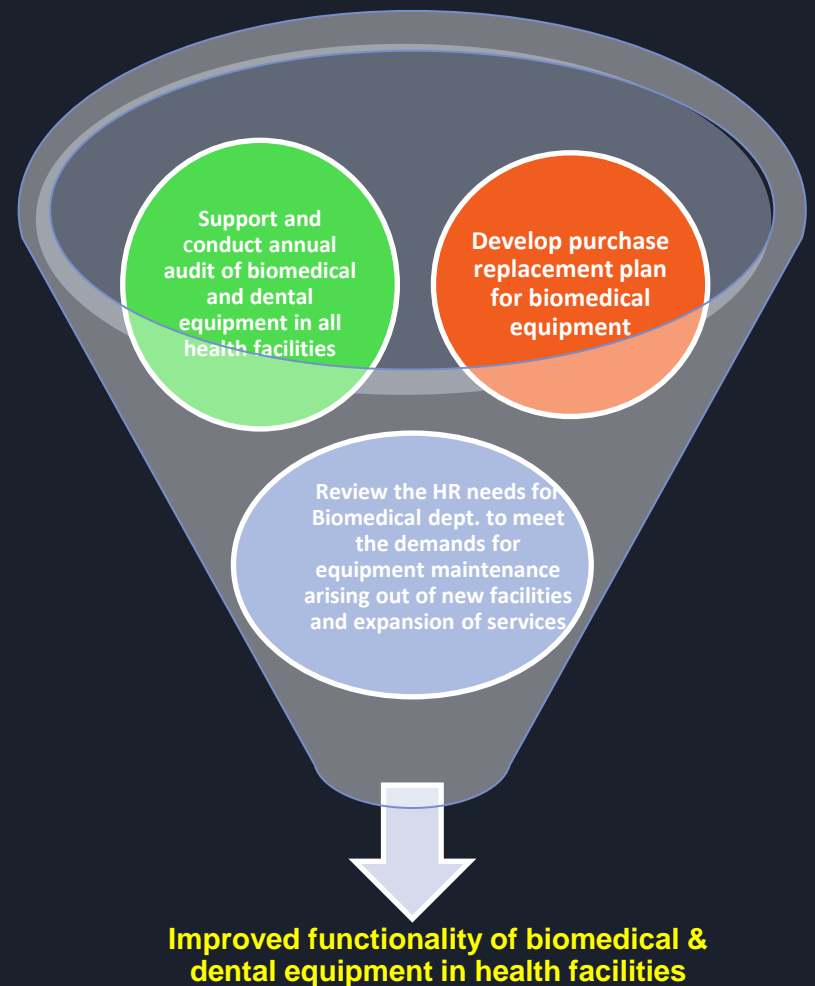 Support and
conduct annual
audit of biomedical
and dental
equipment in all
health facilities
Develop purchase
replacement plan
for biomedical
equipment
Review the HR needs for
Biomedical dept. to meet
the demands for
equipment maintenance
arising out of new facilities
and expansion of services
Improved functionality of biomedical &
dental equipment in health facilities